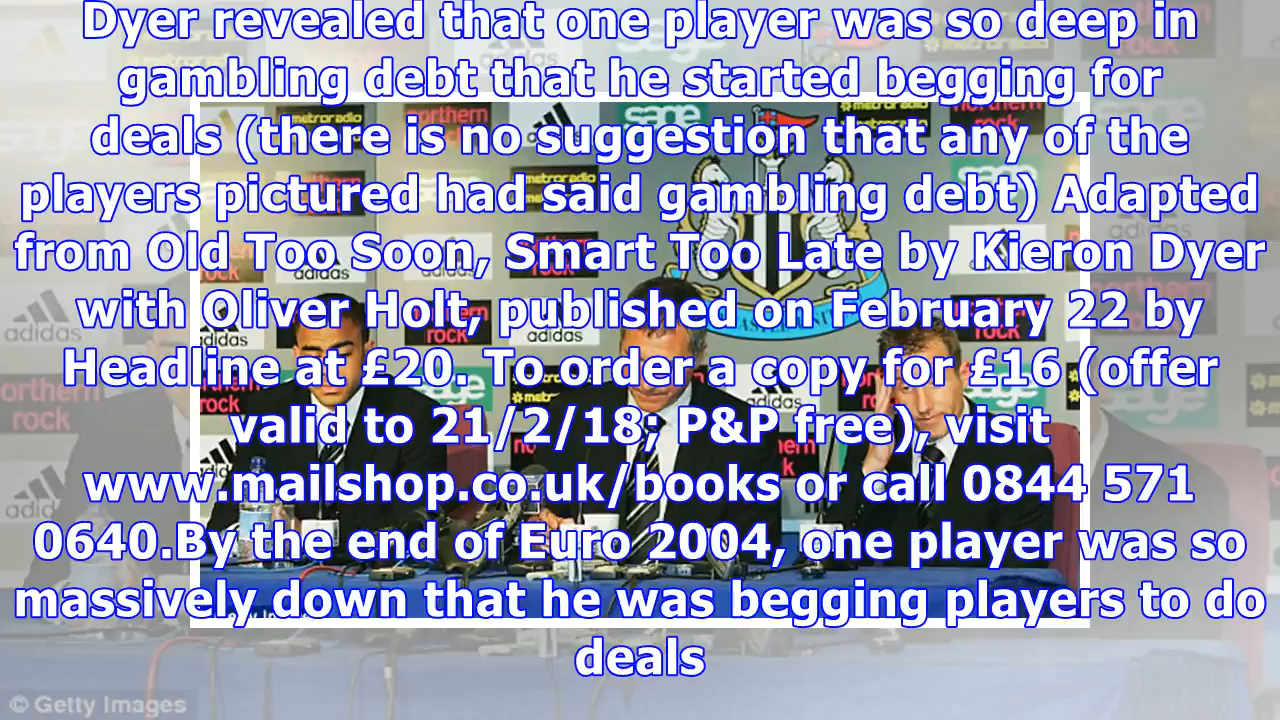 Dyer revealed that one player was so deep in
gambling debt that he started begging for
deals (there is no suggestion that any of the
players pictured had said gambling debt) Adapted
from Old Too Soon, Smart Too Late by Kieron Dyer
with Oliver Holt, published on February 22 by
Headline at £20. To order a copy for £16 (offer
valid to 21/2/18; P&P free), visit
www.mailshop.co.uk/books or call 0844 571
0640.By the end of Euro 2004, one player was so
massively down that he was begging players to do
deals
metroradio
northern
rock
adidas
sage
© Getty Images